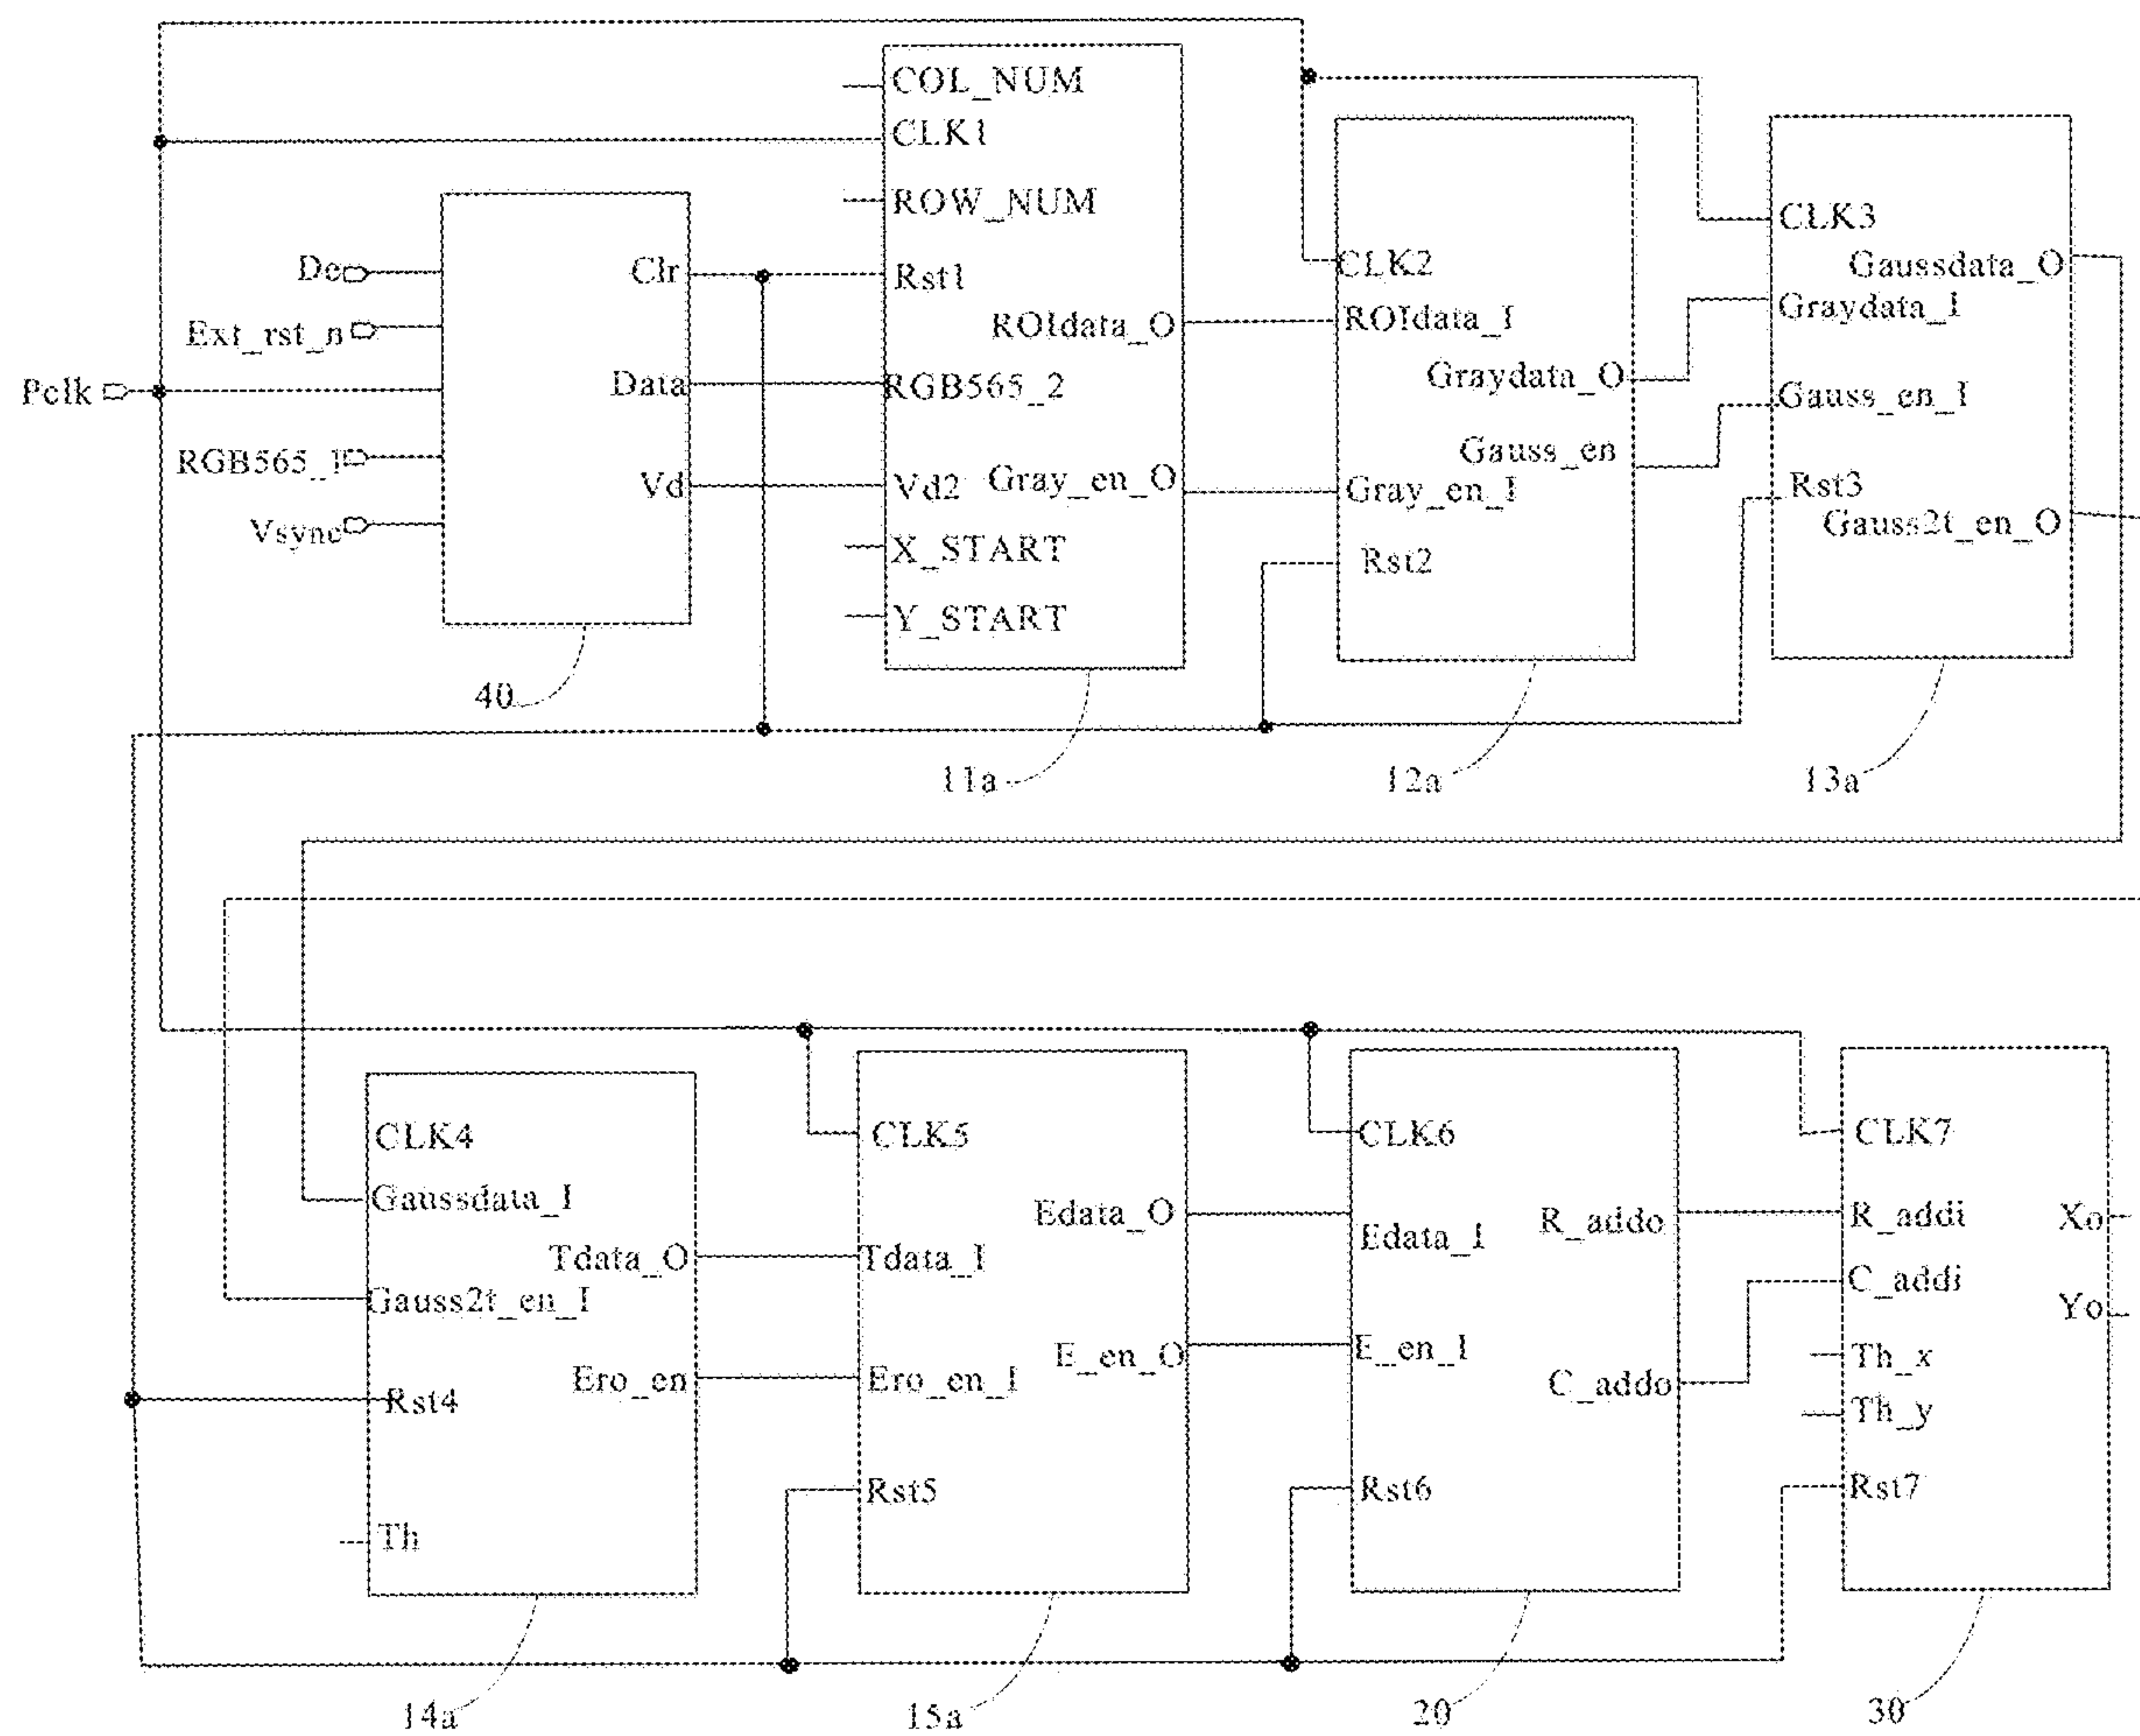 COL_NUM
CLK1
ROW_NUM
Rst1
ROIdata_O
RGB565_2
Vd2
Gray_en_O
X_START
Y_START
11a
De
Ext_rst_n
Pclk
RGB565_1
Vsync
Clr
Data
Vd
40
CLK2
ROIdata_I
Graydata_O
Gauss_en
Gray_en_I
Rst2
12a
CLK3
Gaussdata_O
Graydata_I
Gauss_en_I
Rst3
Gauss2t_en_O
13a
CLK4
Gaussdata_I
Tdata_O
Gauss2t_en_I
Ero_en
Rst4
Th
14a
CLK5
Edata_O
Tdata_I
E_en_O
Ero_en_I
Rst5
15a
CLK6
R_addo
Edata_I
E_en_I
C_addo
Rst6
20
CLK7
R_addi
Xo
C_addi
Yo
Th_x
Th_y
Rst7
30